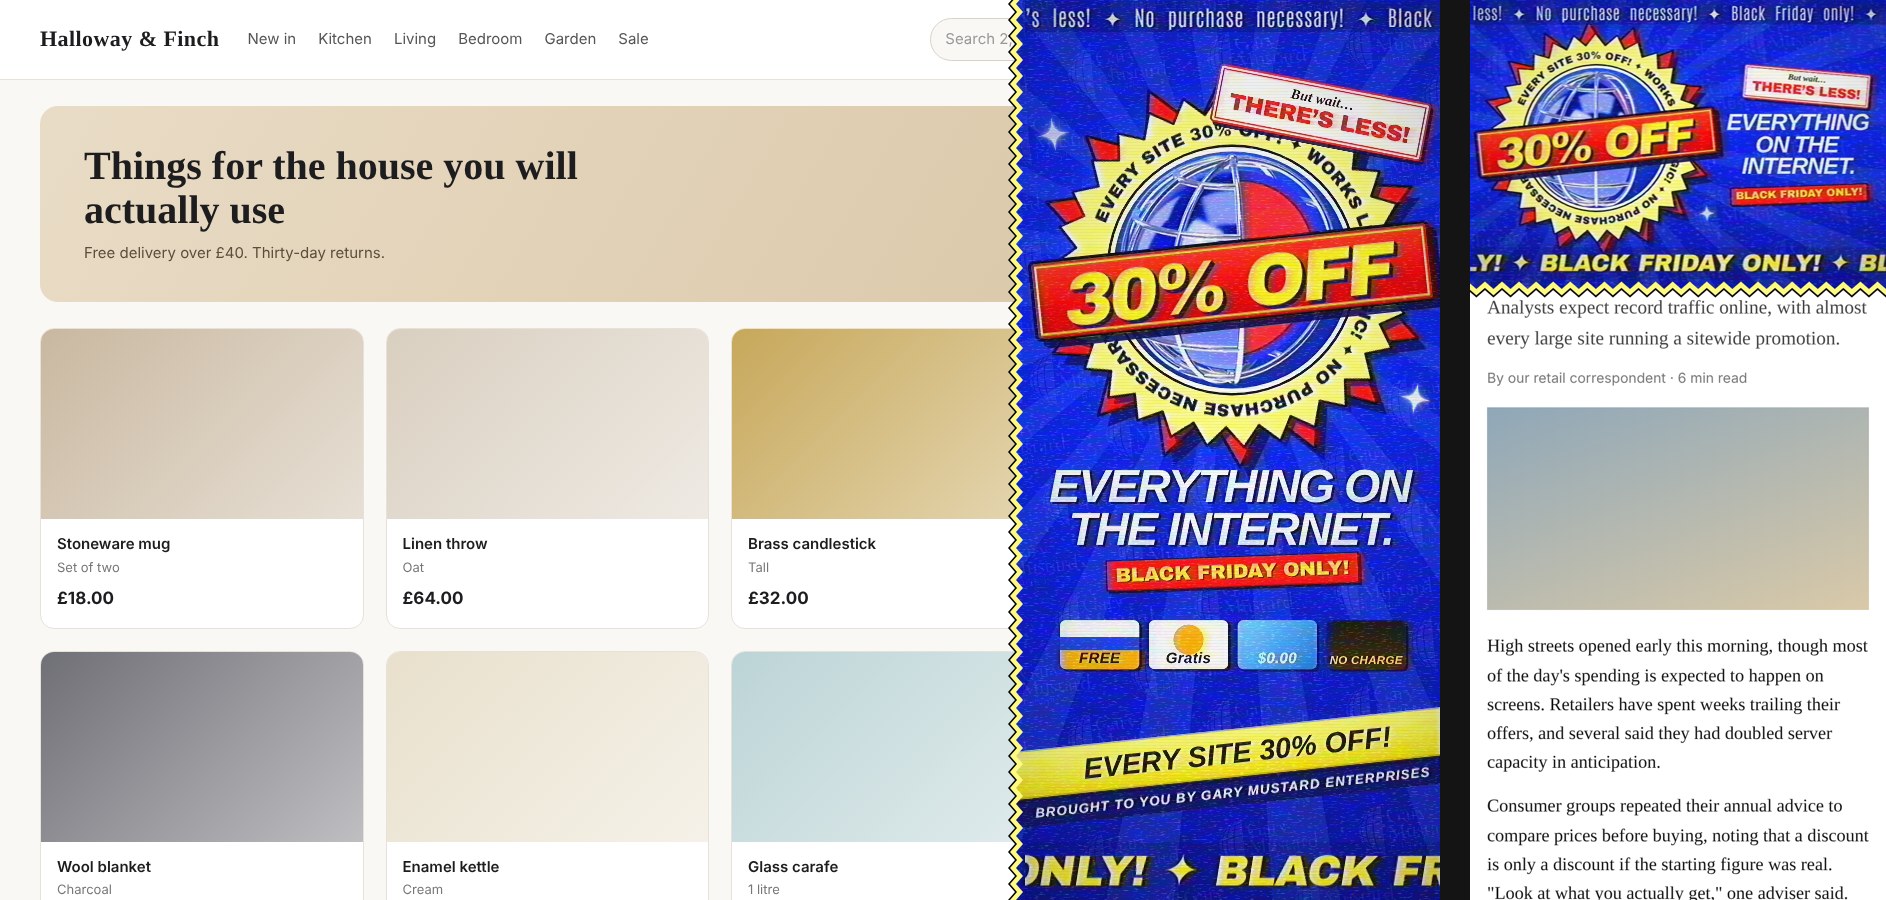 Halloway & Finch
New in
Kitchen
Living
Bedroom
Garden
Sale
Search 2
Things for the house you will
actually use
Free delivery over £40. Thirty-day returns.
Stoneware mug
Set of two
£18.00
Linen throw
Oat
£64.00
Brass candlestick
Tall
£32.00
Wool blanket
Charcoal
Enamel kettle
Cream
Glass carafe
1 litre
's less! ✦ No purchase necessary! ✦ Black
But wait...
THERE'S LESS!
EVERY SITE 30% OFF! ✦ WORKS L
IC! ✦ NO PURCHASE NECESSAR
30% OFF
EVERYTHING ON
THE INTERNET.
BLACK FRIDAY ONLY!
FREE
Gratis
$0.00
NO CHARGE
EVERY SITE 30% OFF!
BROUGHT TO YOU BY GARY MUSTARD ENTERPRISES
ONLY! ✦ BLACK FR
less! ✦ No purchase necessary! ✦ Black Friday only! ✦
EVERY SITE 30% OFF! ✦ WORKS
GIC! ✦ NO PURCHASE NECESSAR
30% OFF
But wait...
THERE'S LESS!
EVERYTHING
ON THE
INTERNET.
BLACK FRIDAY ONLY!
LY! ✦ BLACK FRIDAY ONLY! ✦ BL
Analysts expect record traffic online, with almost
every large site running a sitewide promotion.
By our retail correspondent · 6 min read
High streets opened early this morning, though most
of the day's spending is expected to happen on
screens. Retailers have spent weeks trailing their
offers, and several said they had doubled server
capacity in anticipation.
Consumer groups repeated their annual advice to
compare prices before buying, noting that a discount
is only a discount if the starting figure was real.
"Look at what you actually get," one adviser said.